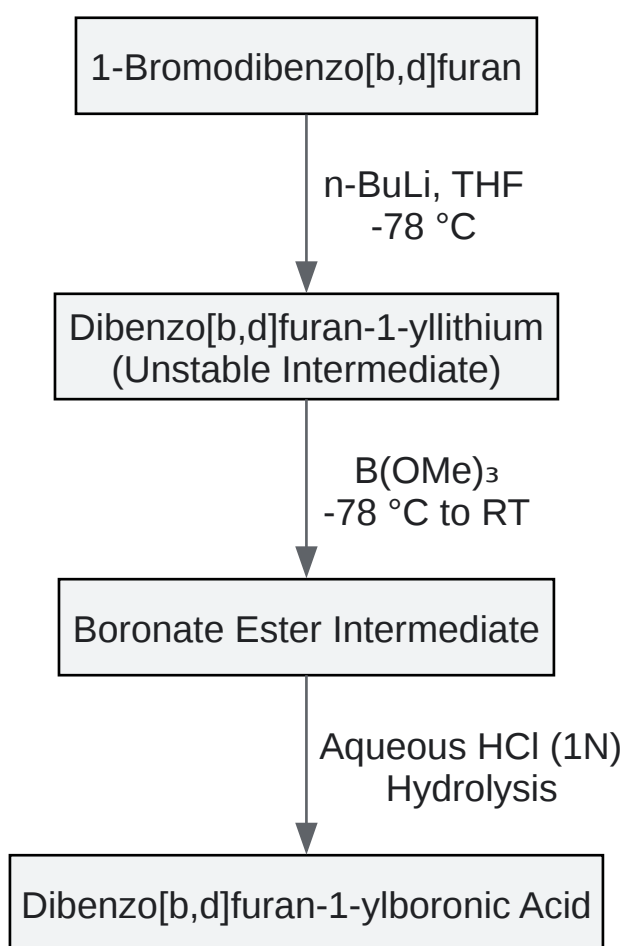 1-Bromodibenzo[b,d]furan
n-BuLi, THF
-78 °C
Dibenzo[b,d]furan-1-yllithium
(Unstable Intermediate)
B(OMe)₃
-78 °C to RT
Boronate Ester Intermediate
Aqueous HCl (1N)
Hydrolysis
Dibenzo[b,d]furan-1-ylboronic Acid